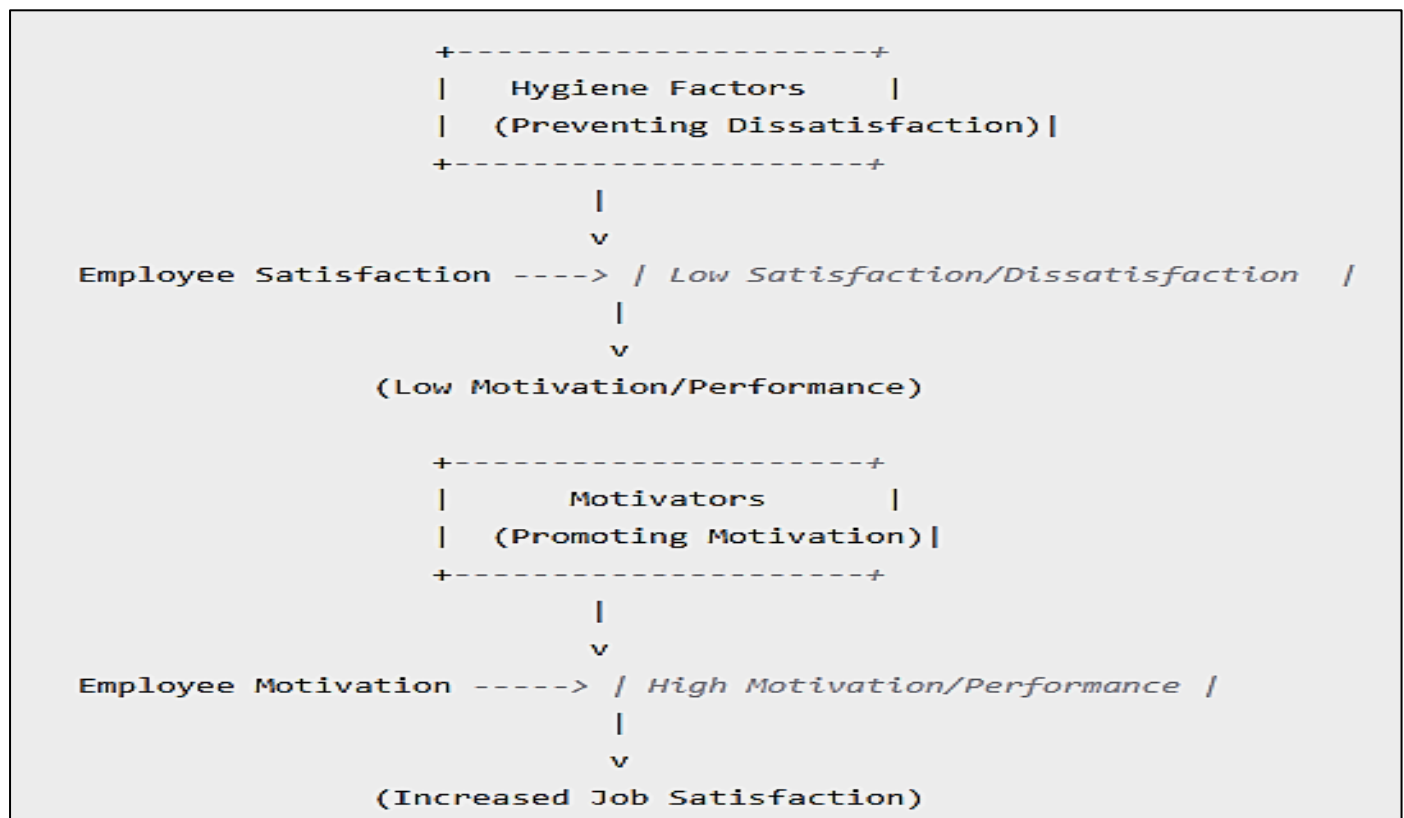 +----------------------+
|   Hygiene Factors    |
|  (Preventing Dissatisfaction)|
+----------------------+
|
v
Employee Satisfaction ----> | Low Satisfaction/Dissatisfaction  |
|
v
(Low Motivation/Performance)
+----------------------+
|      Motivators      |
|  (Promoting Motivation)|
+----------------------+
|
v
Employee Motivation -----> | High Motivation/Performance |
|
v
(Increased Job Satisfaction)